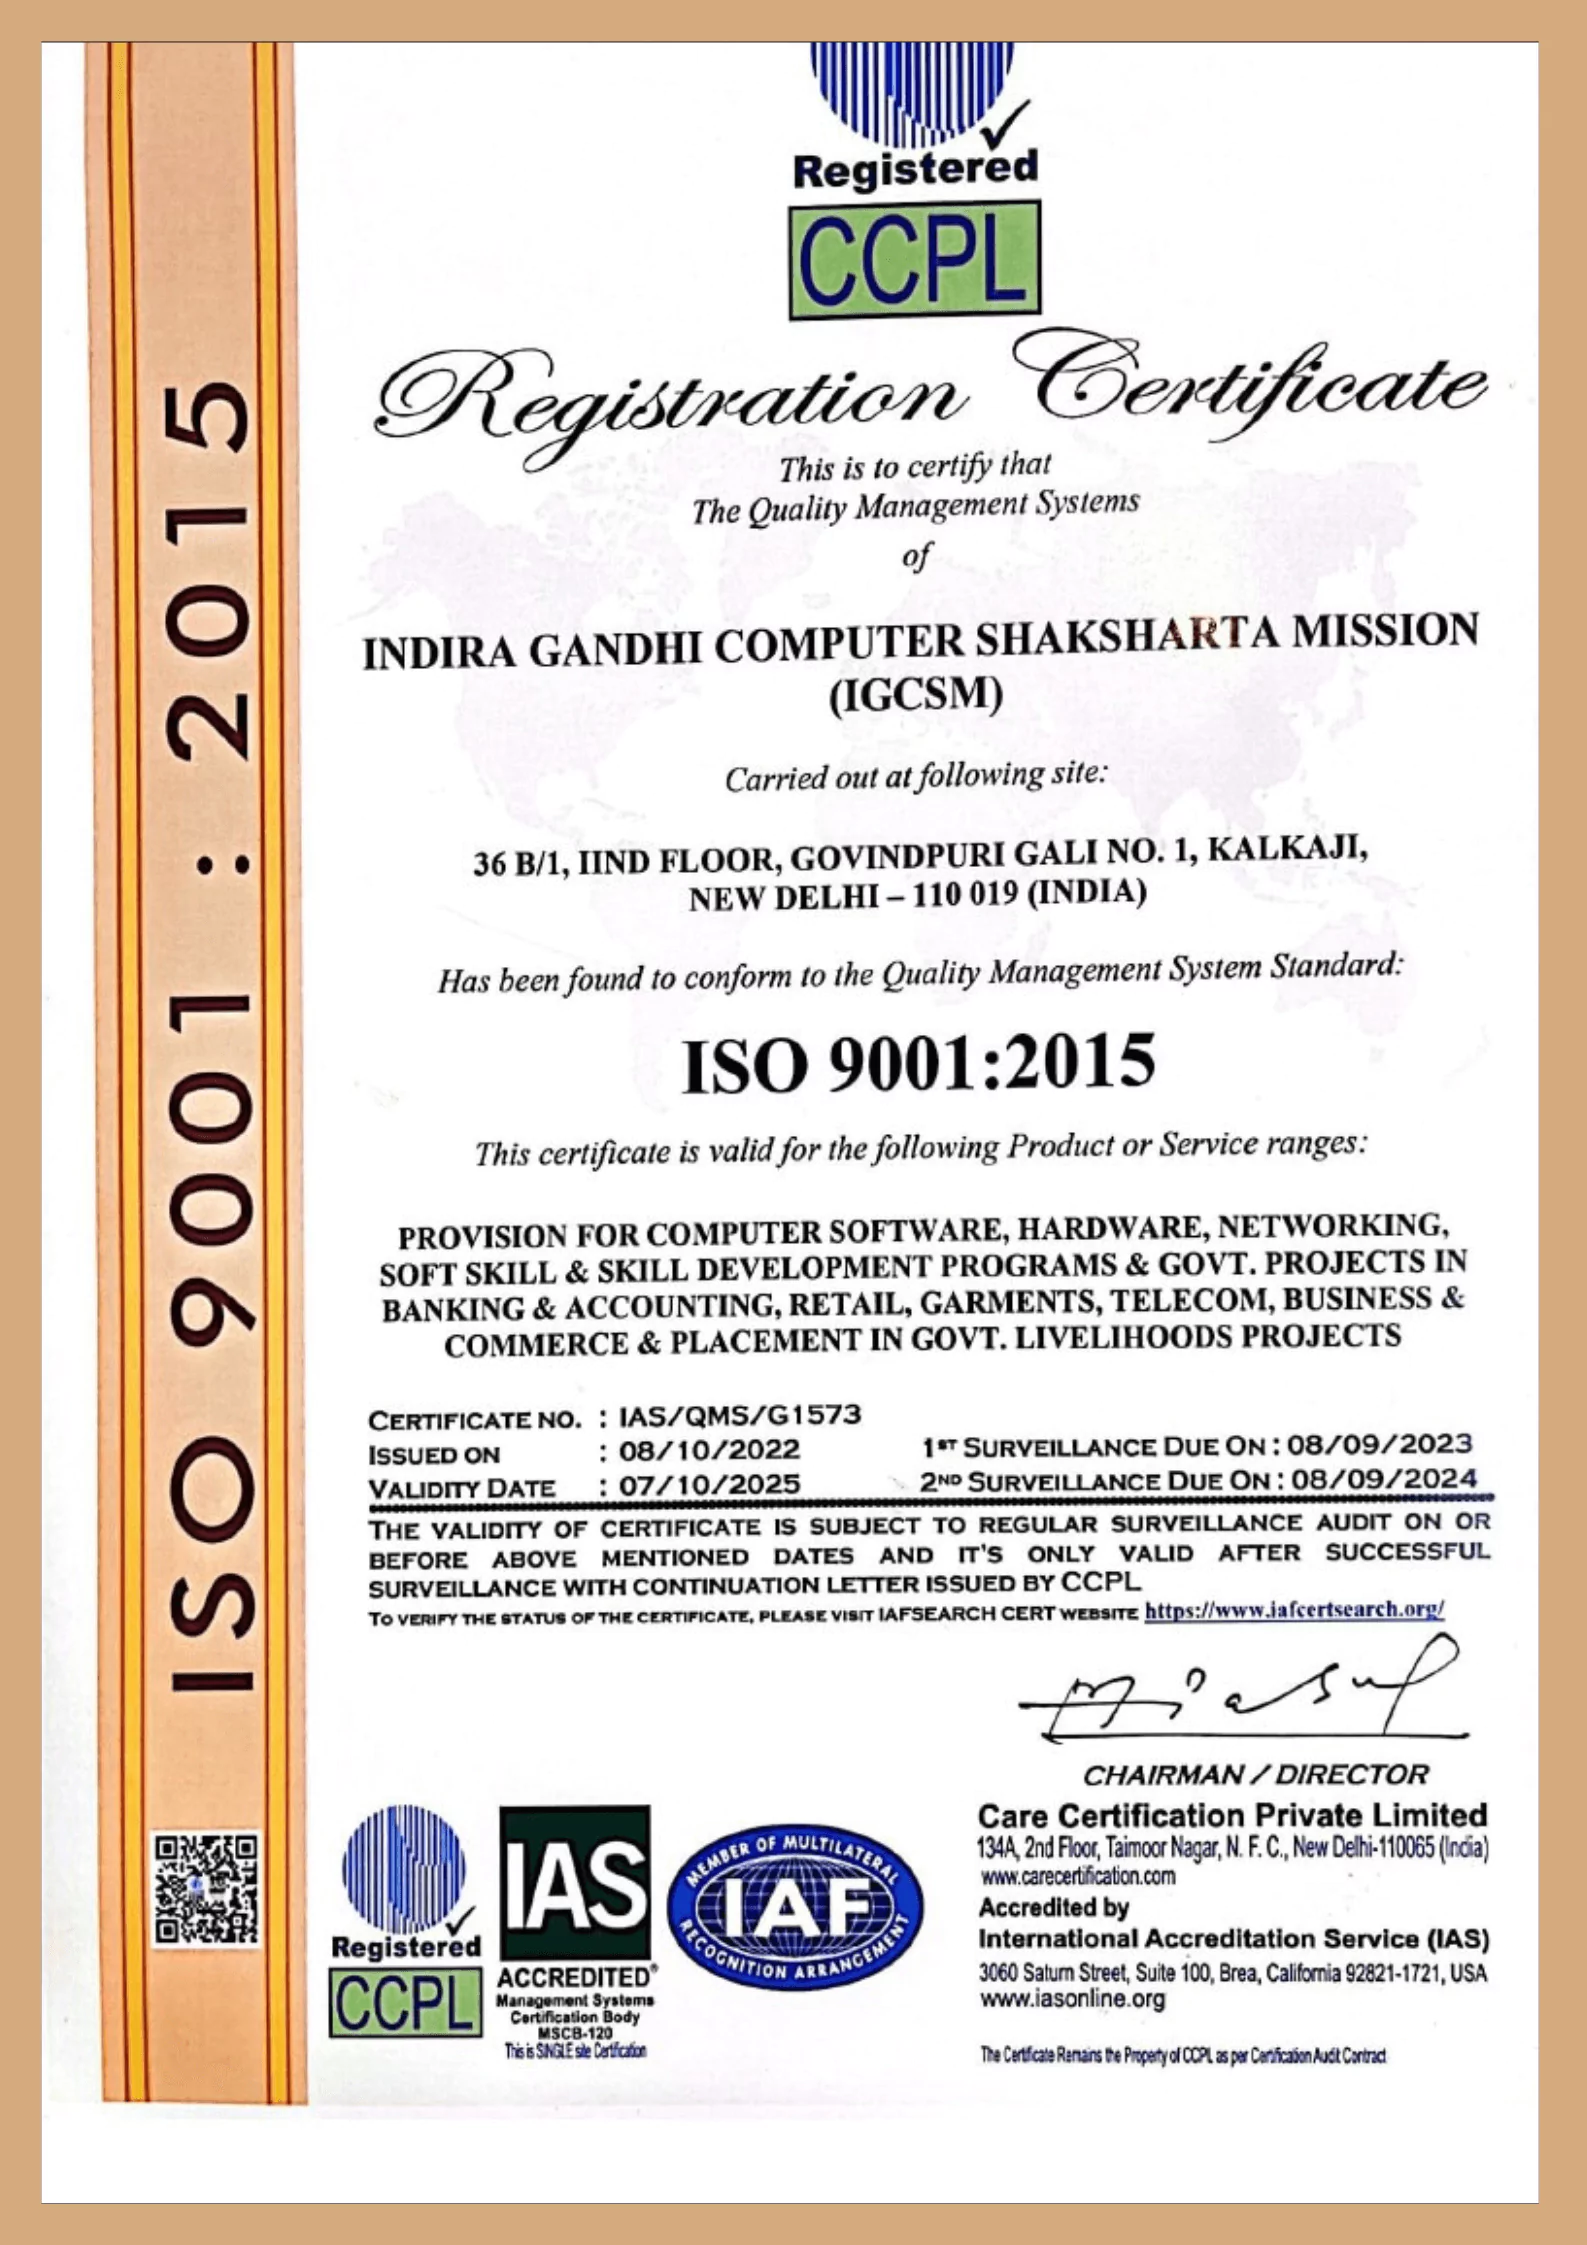 Registered
CCPL
Registration Certificate
This is to certify that
The Quality Management Systems
of
INDIRA GANDHI COMPUTER SHAKSHARTA MISSION
(IGCSM)
Carried out at following site:
36 B/1, IIND FLOOR, GOVINDPURI GALI NO. 1, KALKAJI,
NEW DELHI – 110 019 (INDIA)
Has been found to conform to the Quality Management System Standard:
ISO 9001:2015
This certificate is valid for the following Product or Service ranges:
PROVISION FOR COMPUTER SOFTWARE, HARDWARE, NETWORKING,
SOFT SKILL & SKILL DEVELOPMENT PROGRAMS & GOVT. PROJECTS IN
BANKING & ACCOUNTING, RETAIL, GARMENTS, TELECOM, BUSINESS &
COMMERCE & PLACEMENT IN GOVT. LIVELIHOODS PROJECTS
CERTIFICATE NO. : IAS/QMS/G1573
ISSUED ON : 08/10/2022 1ST SURVEILLANCE DUE ON : 08/09/2023
VALIDITY DATE : 07/10/2025 2ND SURVEILLANCE DUE ON : 08/09/2024
THE VALIDITY OF CERTIFICATE IS SUBJECT TO REGULAR SURVEILLANCE AUDIT ON OR
BEFORE ABOVE MENTIONED DATES AND IT'S ONLY VALID AFTER SUCCESSFUL
SURVEILLANCE WITH CONTINUATION LETTER ISSUED BY CCPL
TO VERIFY THE STATUS OF THE CERTIFICATE, PLEASE VISIT IAFSEARCH CERT WEBSITE https://www.iafcertsearch.org/
CHAIRMAN / DIRECTOR
Care Certification Private Limited
134A, 2nd Floor, Taimoor Nagar, N. F. C., New Delhi-110065 (India)
www.carecertification.com
Accredited by
International Accreditation Service (IAS)
3060 Saturn Street, Suite 100, Brea, California 92821-1721, USA
www.iasonline.org
The Certificate Remains the Property of CCPL as per Certification Audit Contract
Registered
CCPL
IAS
ACCREDITED®
Management Systems
Certification Body
MSCB-120
This is SINGLE site Certification
MEMBER OF MULTILATERAL
IAF
RECOGNITION ARRANGEMENT
ISO 9001 : 2015